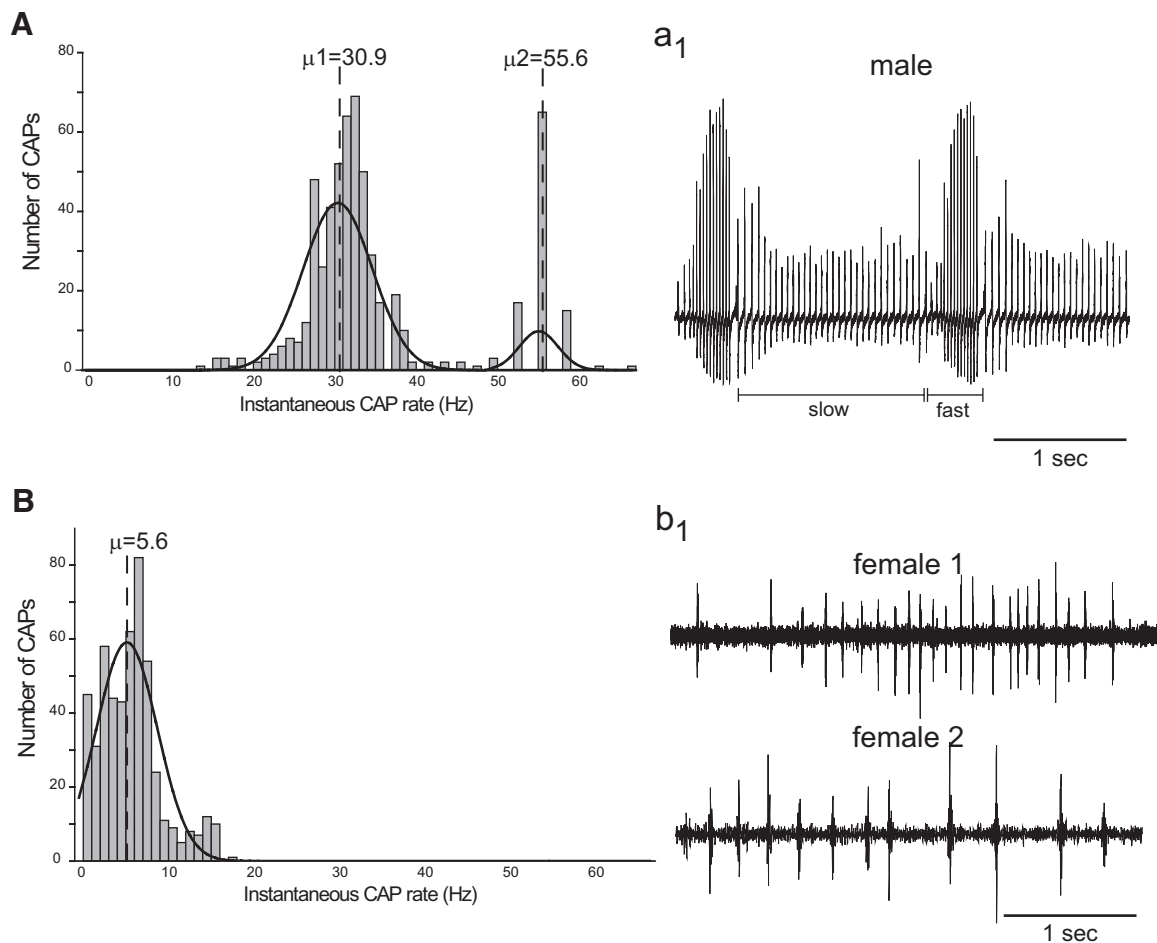 A
80
60
40
20
0
Number of CAPs
μ1=30.9
μ2=55.6
0 10 20 30 40 50 60
Instantaneous CAP rate (Hz)
a1
male
slow
fast
1 sec
B
80
60
40
20
0
Number of CAPs
μ=5.6
0 10 20 30 40 50 60
Instantaneous CAP rate (Hz)
b1
female 1
female 2
1 sec